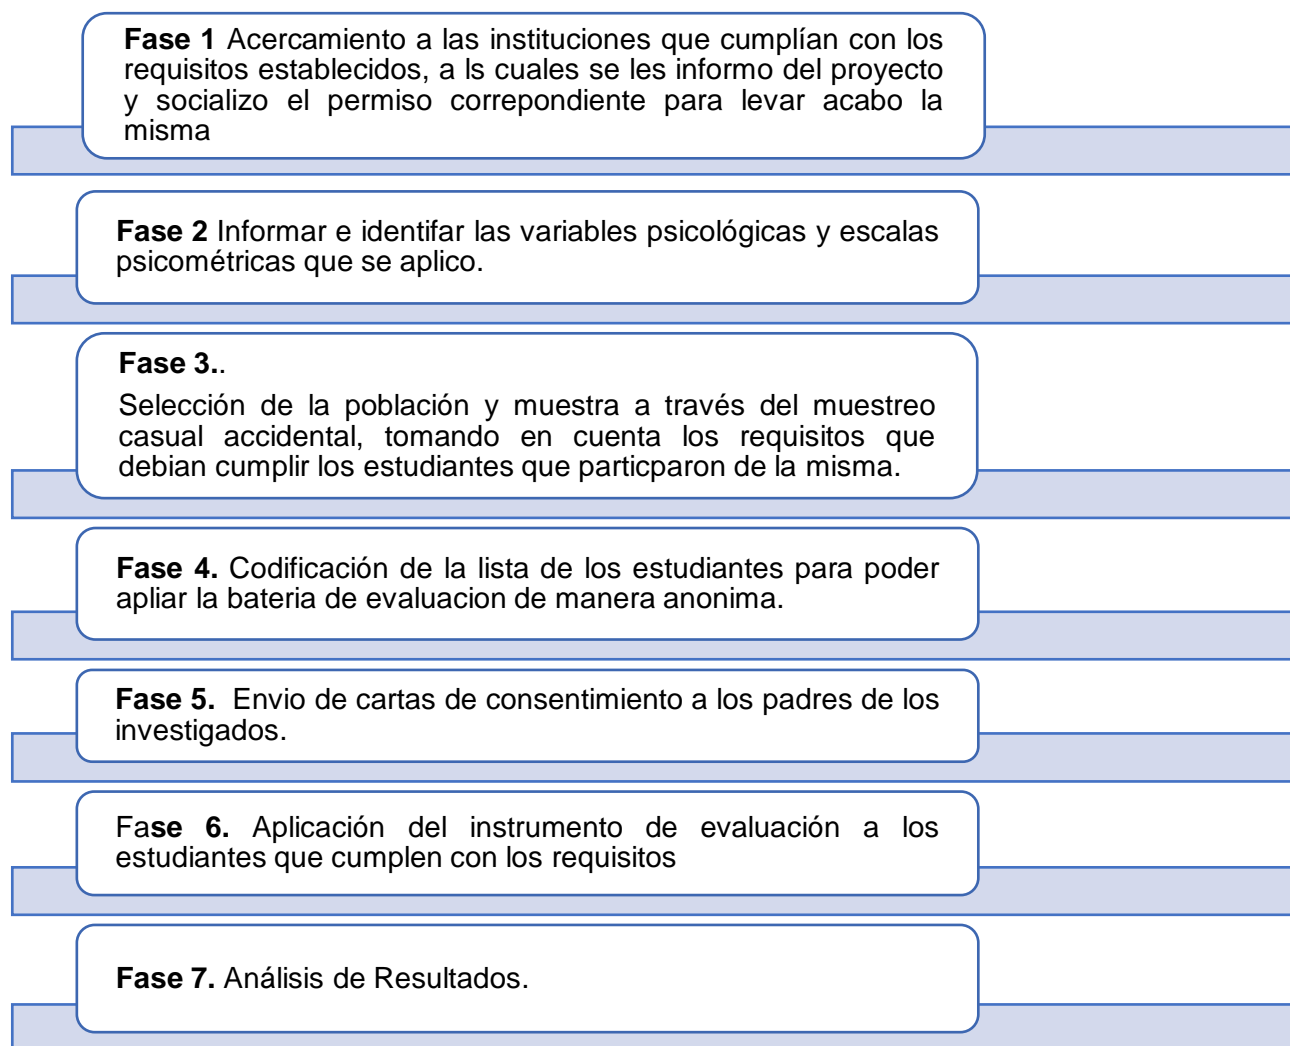 Fase 1 Acercamiento a las instituciones que cumplían con los
requisitos establecidos, a ls cuales se les informo del proyecto
y socializo el permiso correpondiente para levar acabo la
misma
Fase 2 Informar e identifar las variables psicológicas y escalas
psicométricas que se aplico.
Fase 3..
Selección de la población y muestra a través del muestreo
casual accidental, tomando en cuenta los requisitos que
debian cumplir los estudiantes que particparon de la misma.
Fase 4. Codificación de la lista de los estudiantes para poder
apliar la bateria de evaluacion de manera anonima.
Fase 5. Envio de cartas de consentimiento a los padres de los
investigados.
Fase 6. Aplicación del instrumento de evaluación a los
estudiantes que cumplen con los requisitos
Fase 7. Análisis de Resultados.